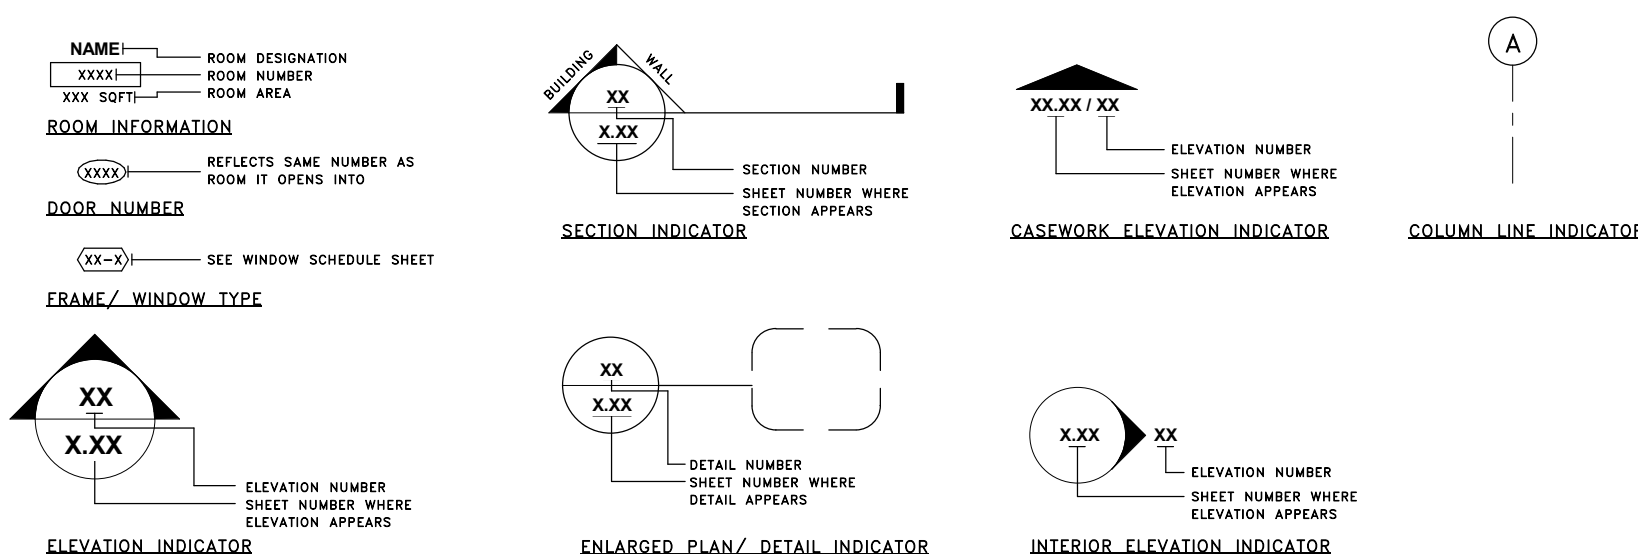 NAME
ROOM DESIGNATION
XXXX
ROOM NUMBER
XXX SQFT
ROOM AREA
ROOM INFORMATION
XXXX
REFLECTS SAME NUMBER AS
ROOM IT OPENS INTO
DOOR NUMBER
XX-X
SEE WINDOW SCHEDULE SHEET
FRAME/ WINDOW TYPE
XX
X.XX
ELEVATION NUMBER
SHEET NUMBER WHERE
ELEVATION APPEARS
ELEVATION INDICATOR
BUILDING
WALL
XX
X.XX
SECTION NUMBER
SHEET NUMBER WHERE
SECTION APPEARS
SECTION INDICATOR
XX
X.XX
DETAIL NUMBER
SHEET NUMBER WHERE
DETAIL APPEARS
ENLARGED PLAN/ DETAIL INDICATOR
XX.XX / XX
ELEVATION NUMBER
SHEET NUMBER WHERE
ELEVATION APPEARS
CASEWORK ELEVATION INDICATOR
X.XX
XX
ELEVATION NUMBER
SHEET NUMBER WHERE
ELEVATION APPEARS
INTERIOR ELEVATION INDICATOR
A
COLUMN LINE INDICATOR